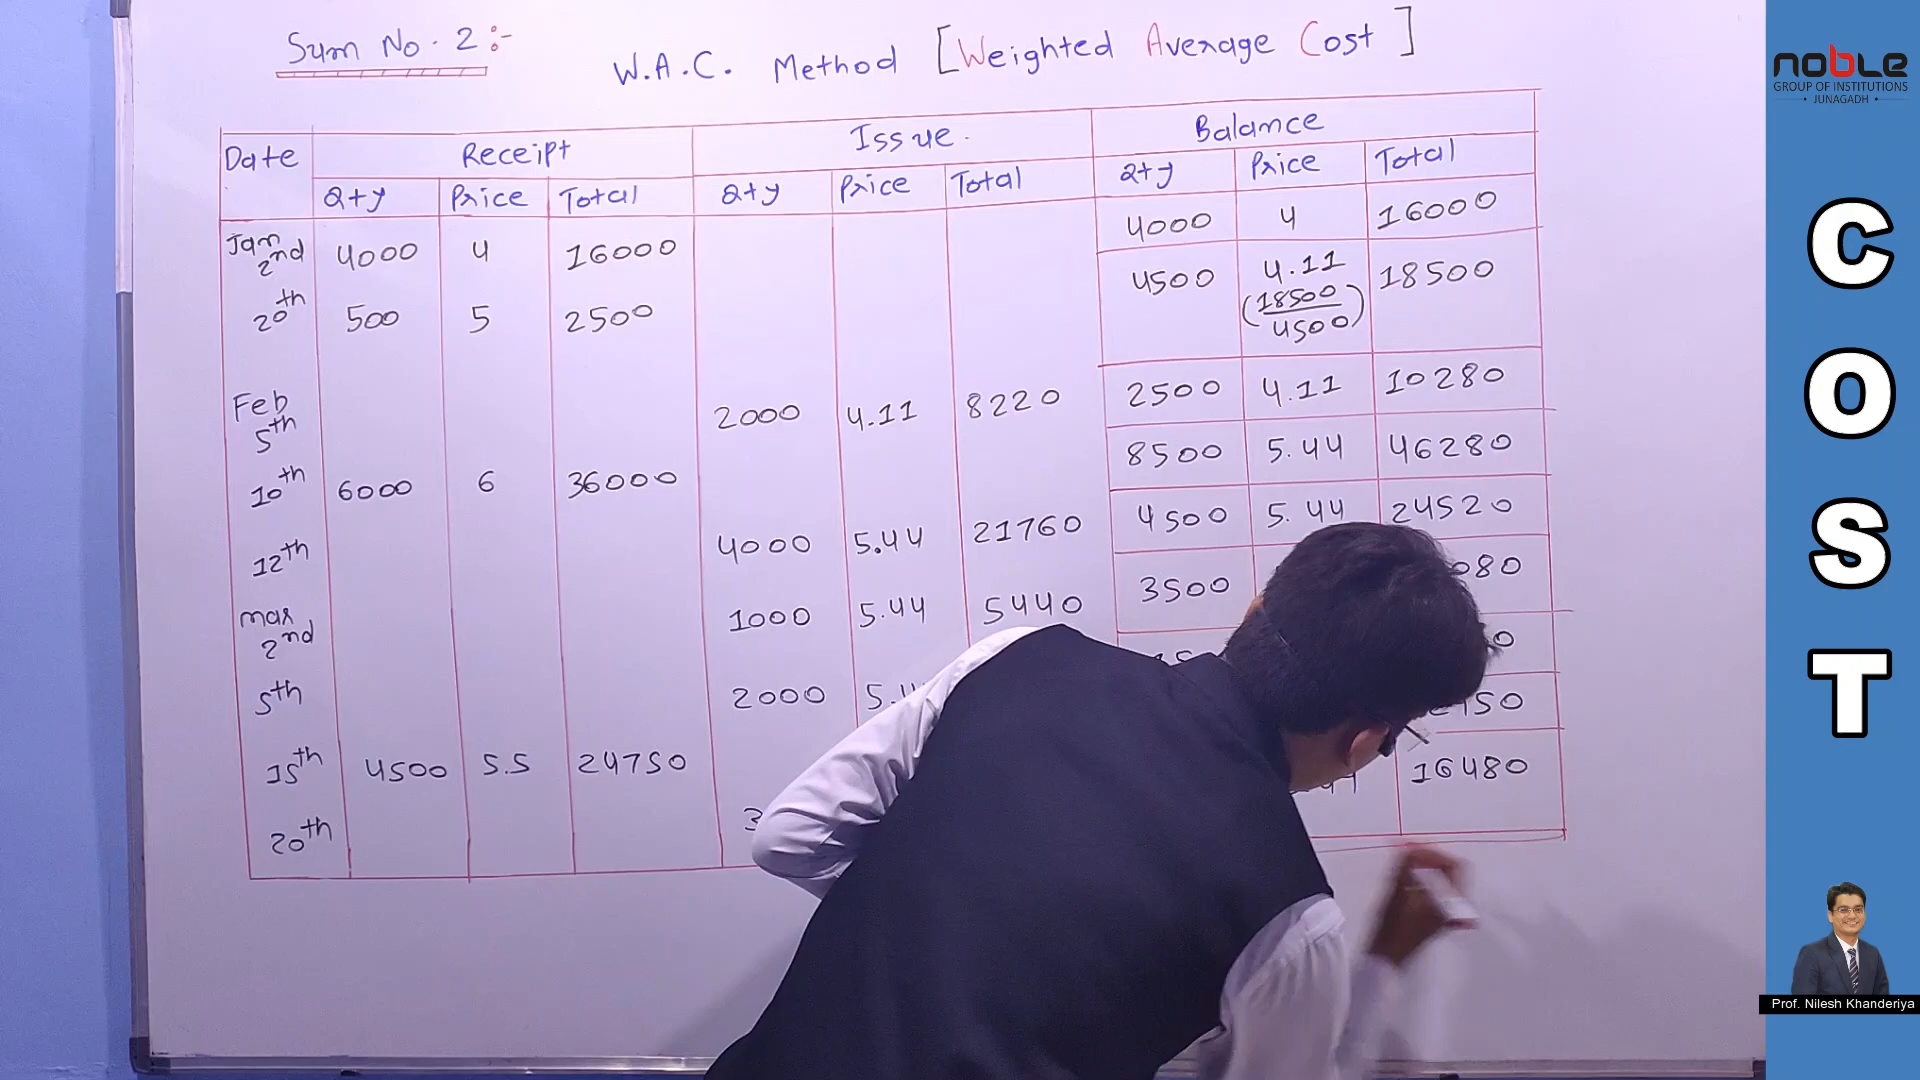 Sum No. 2 :-
W.A.C. Method [Weighted Average Cost]
Date Receipt Issue. Balance
Qty Price Total Qty Price Total Qty Price Total
Jan 2nd 4000 4 16000 4000 4 16000
20th 500 5 2500 4500 4.11 (18500/4500) 18500
Feb 5th 2000 4.11 8220 2500 4.11 10280
10th 6000 6 36000 8500 5.44 46280
12th 4000 5.44 21760 4500 5.44 24520
Mar 2nd 1000 5.44 5440 3500
5th 2000
15th 4500 5.5 24750
20th 16480
noble
GROUP OF INSTITUTIONS
• JUNAGADH •
COST
Prof. Nilesh Khanderiya